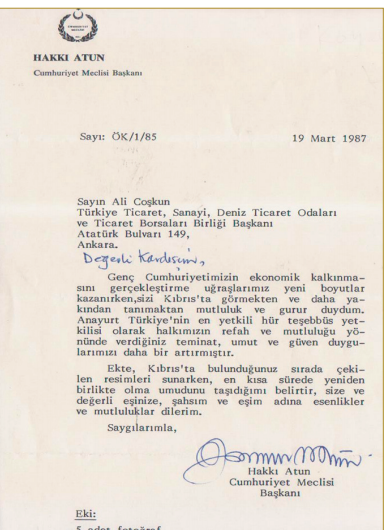 HAKKI ATUN
Cumhuriyet Meclisi Başkanı
Sayı: ÖK/1/85
19 Mart 1987
Sayın Ali Coşkun
Türkiye Ticaret, Sanayi, Deniz Ticaret Odaları
ve Ticaret Borsaları Birliği Başkanı
Atatürk Bulvarı 149,
Ankara.
Değerli Kardeşim,
Genç Cumhuriyetimizin ekonomik kalkınma-
sını gerçekleştirme uğraşlarımız yeni boyutlar
kazanırken,sizi Kıbrıs'ta görmekten ve daha ya-
kından tanımaktan mutluluk ve gurur duydum.
Anayurt Türkiye'nin en yetkili hür teşebbüs yet-
kilisi olarak halkımızın refah ve mutluluğu yö-
nünde verdiğiniz teminat, umut ve güven duygu-
larımızı daha bir artırmıştır.
Ekte, Kıbrıs'ta bulunduğunuz sırada çeki-
len resimleri sunarken, en kısa sürede yeniden
birlikte olma umudunu taşıdığımı belirtir, size ve
değerli eşinize, şahsım ve eşim adına esenlikler
ve mutluluklar dilerim.
Saygılarımla,
Hakkı Atun
Cumhuriyet Meclisi
Başkanı
Eki:
5 adet fotoğraf